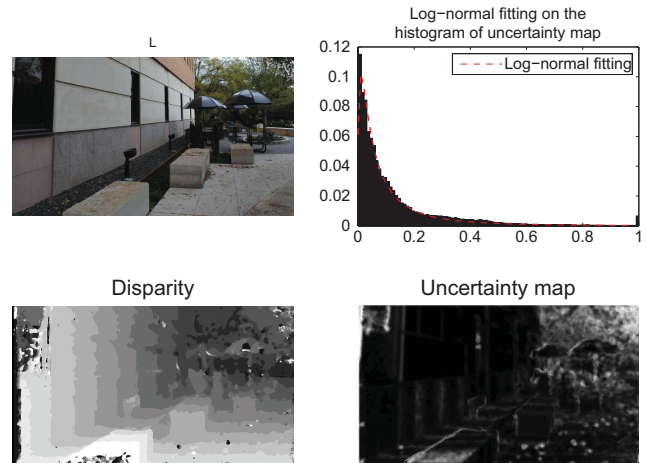 L
Log−normal fitting on the
histogram of uncertainty map
0.12
0.1
0.08
0.06
0.04
0.02
0
Log−normal fitting
0 0.2 0.4 0.6 0.8 1
Disparity
Uncertainty map